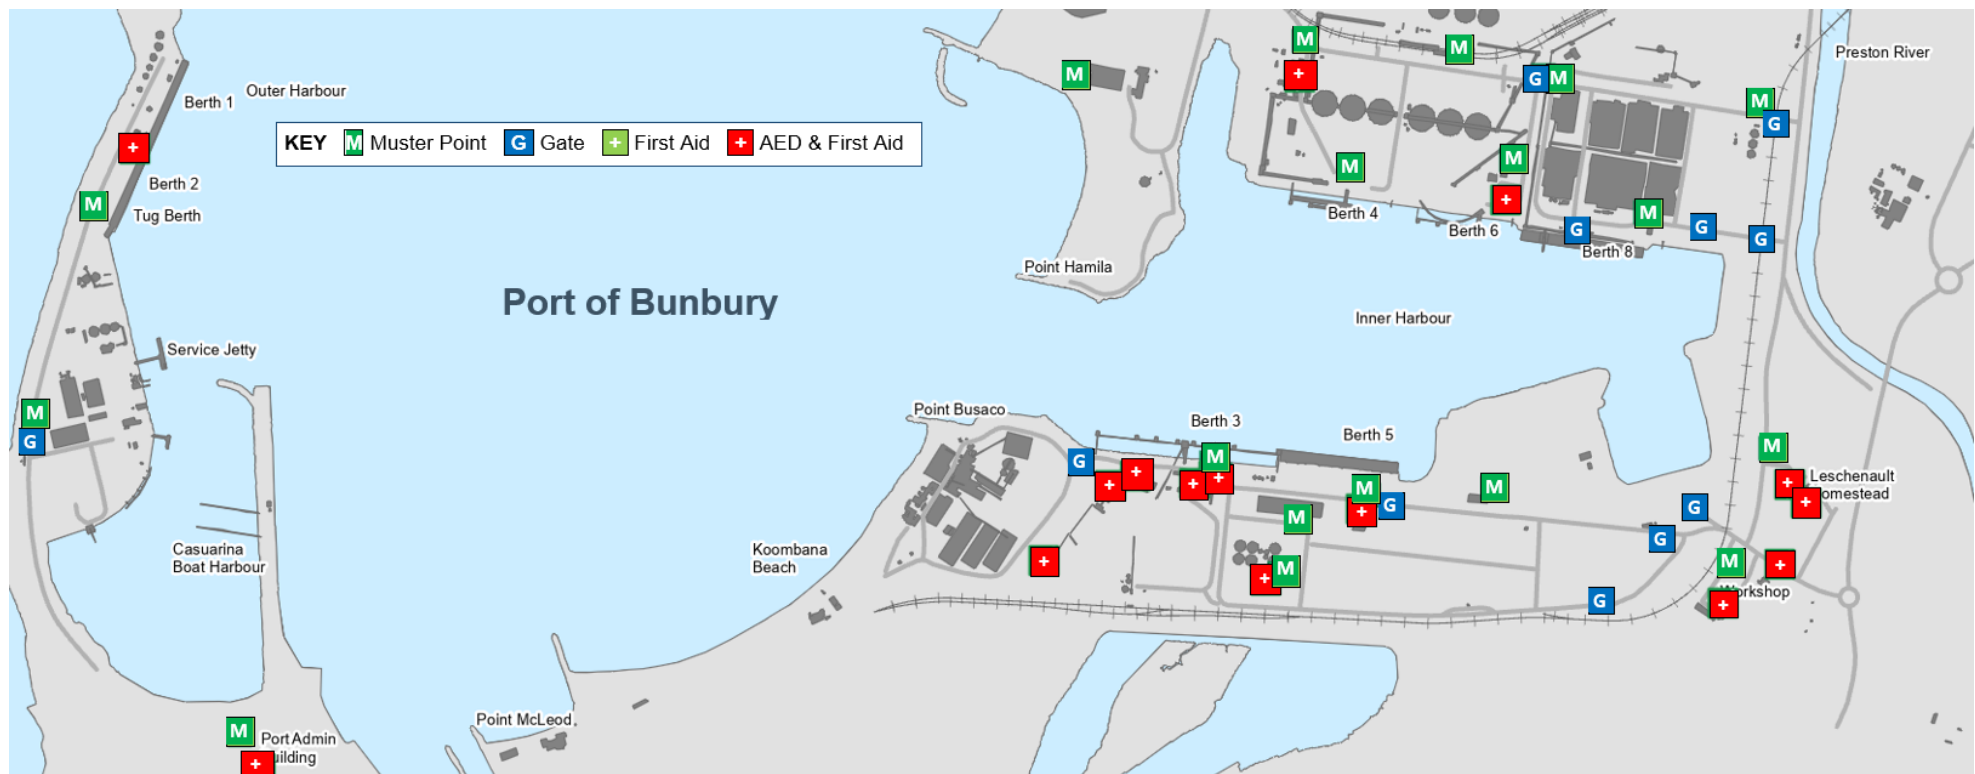 Preston River
Outer Harbour
Berth 1
KEY M Muster Point G Gate + First Aid + AED & First Aid
Berth 2
Tug Berth
Berth 4
Berth 6
Berth 8
Point Hamila
Port of Bunbury
Inner Harbour
Service Jetty
Point Busaco
Berth 3
Berth 5
Leschenault
omestead
Casuarina
Boat Harbour
Koombana
Beach
Workshop
Point McLeod
Port Admin
uilding